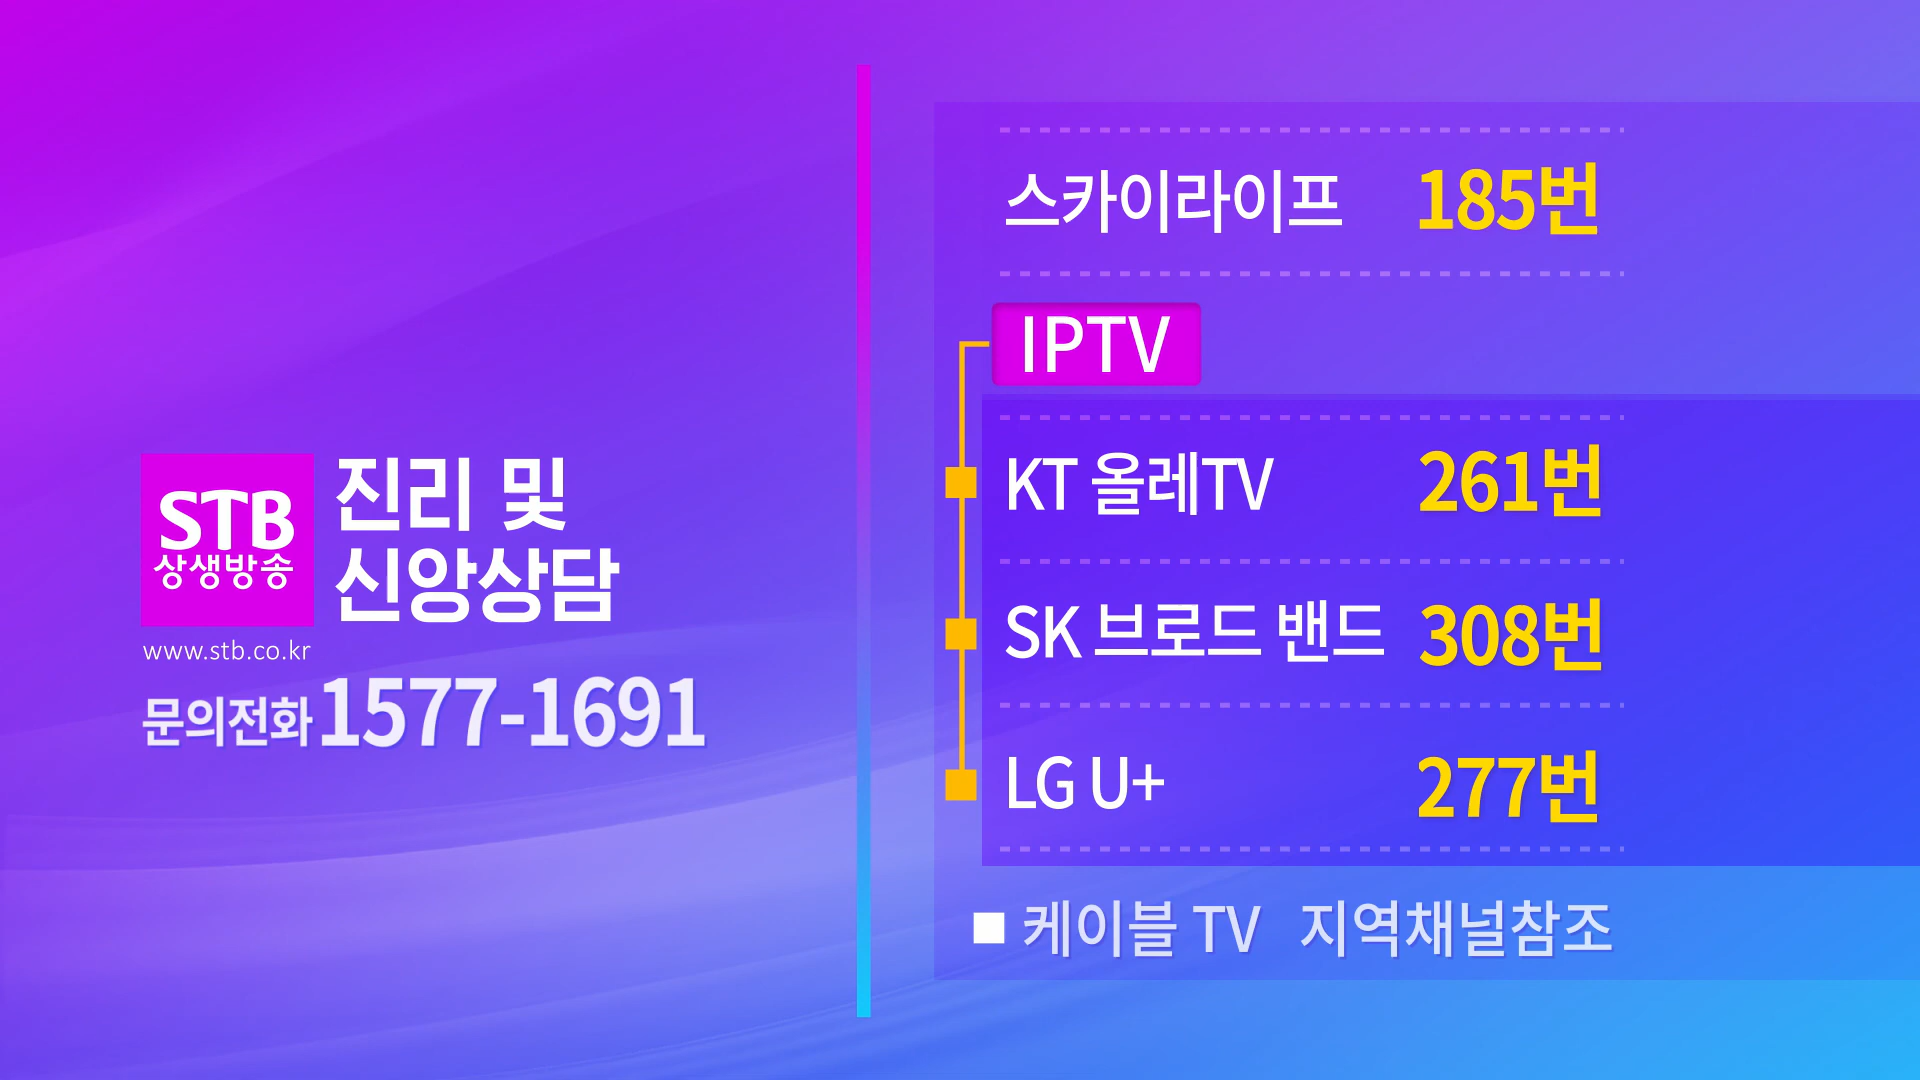 STB
상생방송
www.stb.co.kr
진리 및
신앙상담
문의전화 1577-1691
스카이라이프 185번
IPTV
KT 올레TV 261번
SK 브로드 밴드 308번
LG U+ 277번
케이블 TV 지역채널참조